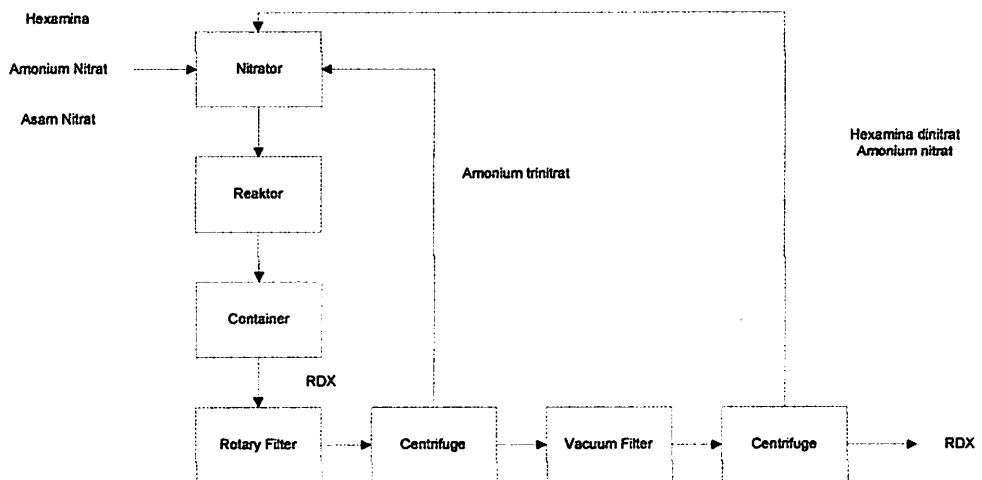 Hexamina
Amonium Nitrat
Asam Nitrat
Nitrator
Reaktor
Amonium trinitrat
Hexamina dinitrat
Amonium nitrat
Container
RDX
Rotary Filter
Centrifuge
Vacuum Filter
Centrifuge
RDX